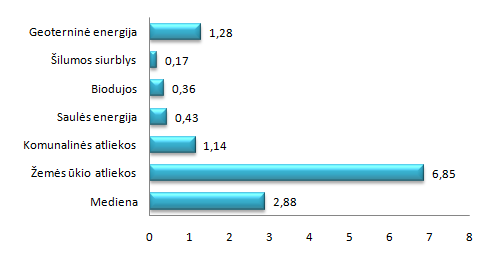 Geoterninė energija 1,28
Šilumos siurblys 0,17
Biodujos 0,36
Saulės energija 0,43
Komunalinės atliekos 1,14
Žemės ūkio atliekos 6,85
Mediena 2,88
0 1 2 3 4 5 6 7 8